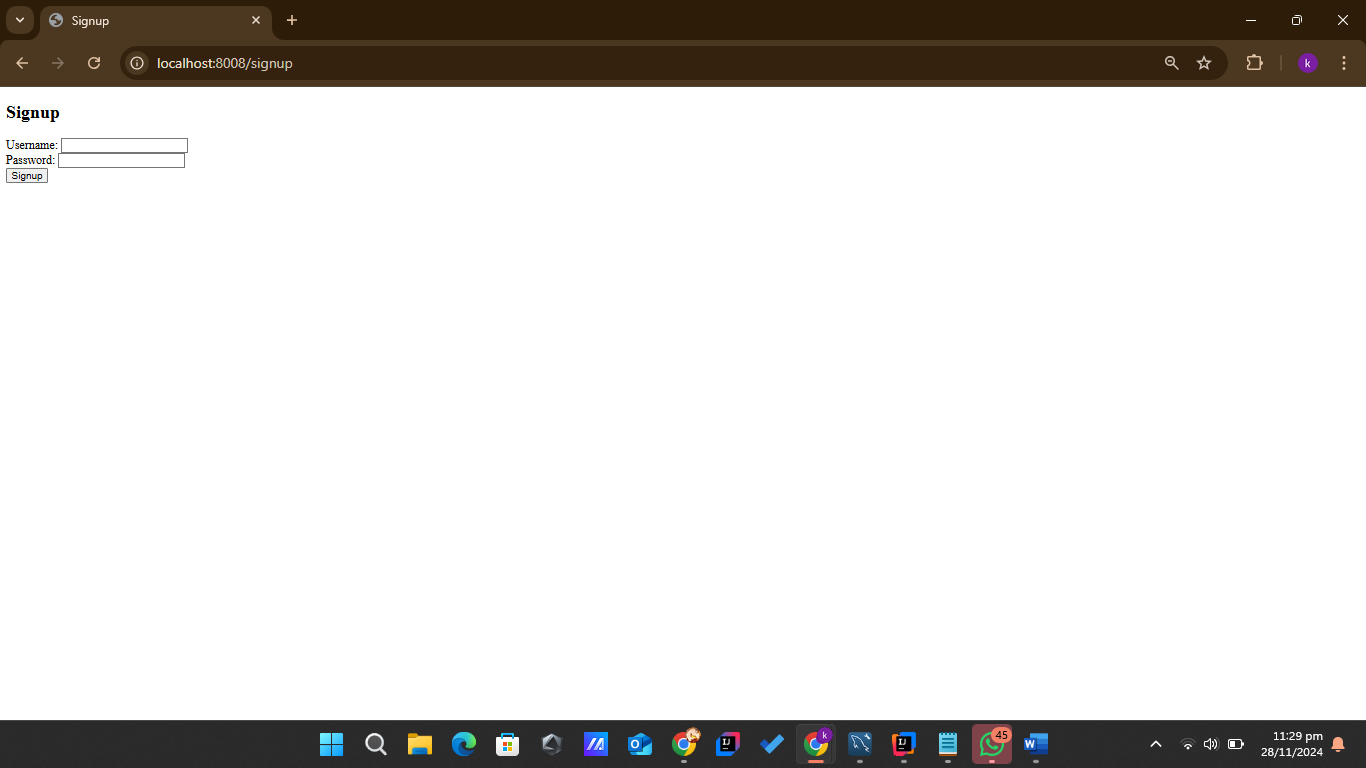 Signup
localhost:8008/signup
k
Signup
Username:
Password:
Signup
k
45
11:29 pm
28/11/2024